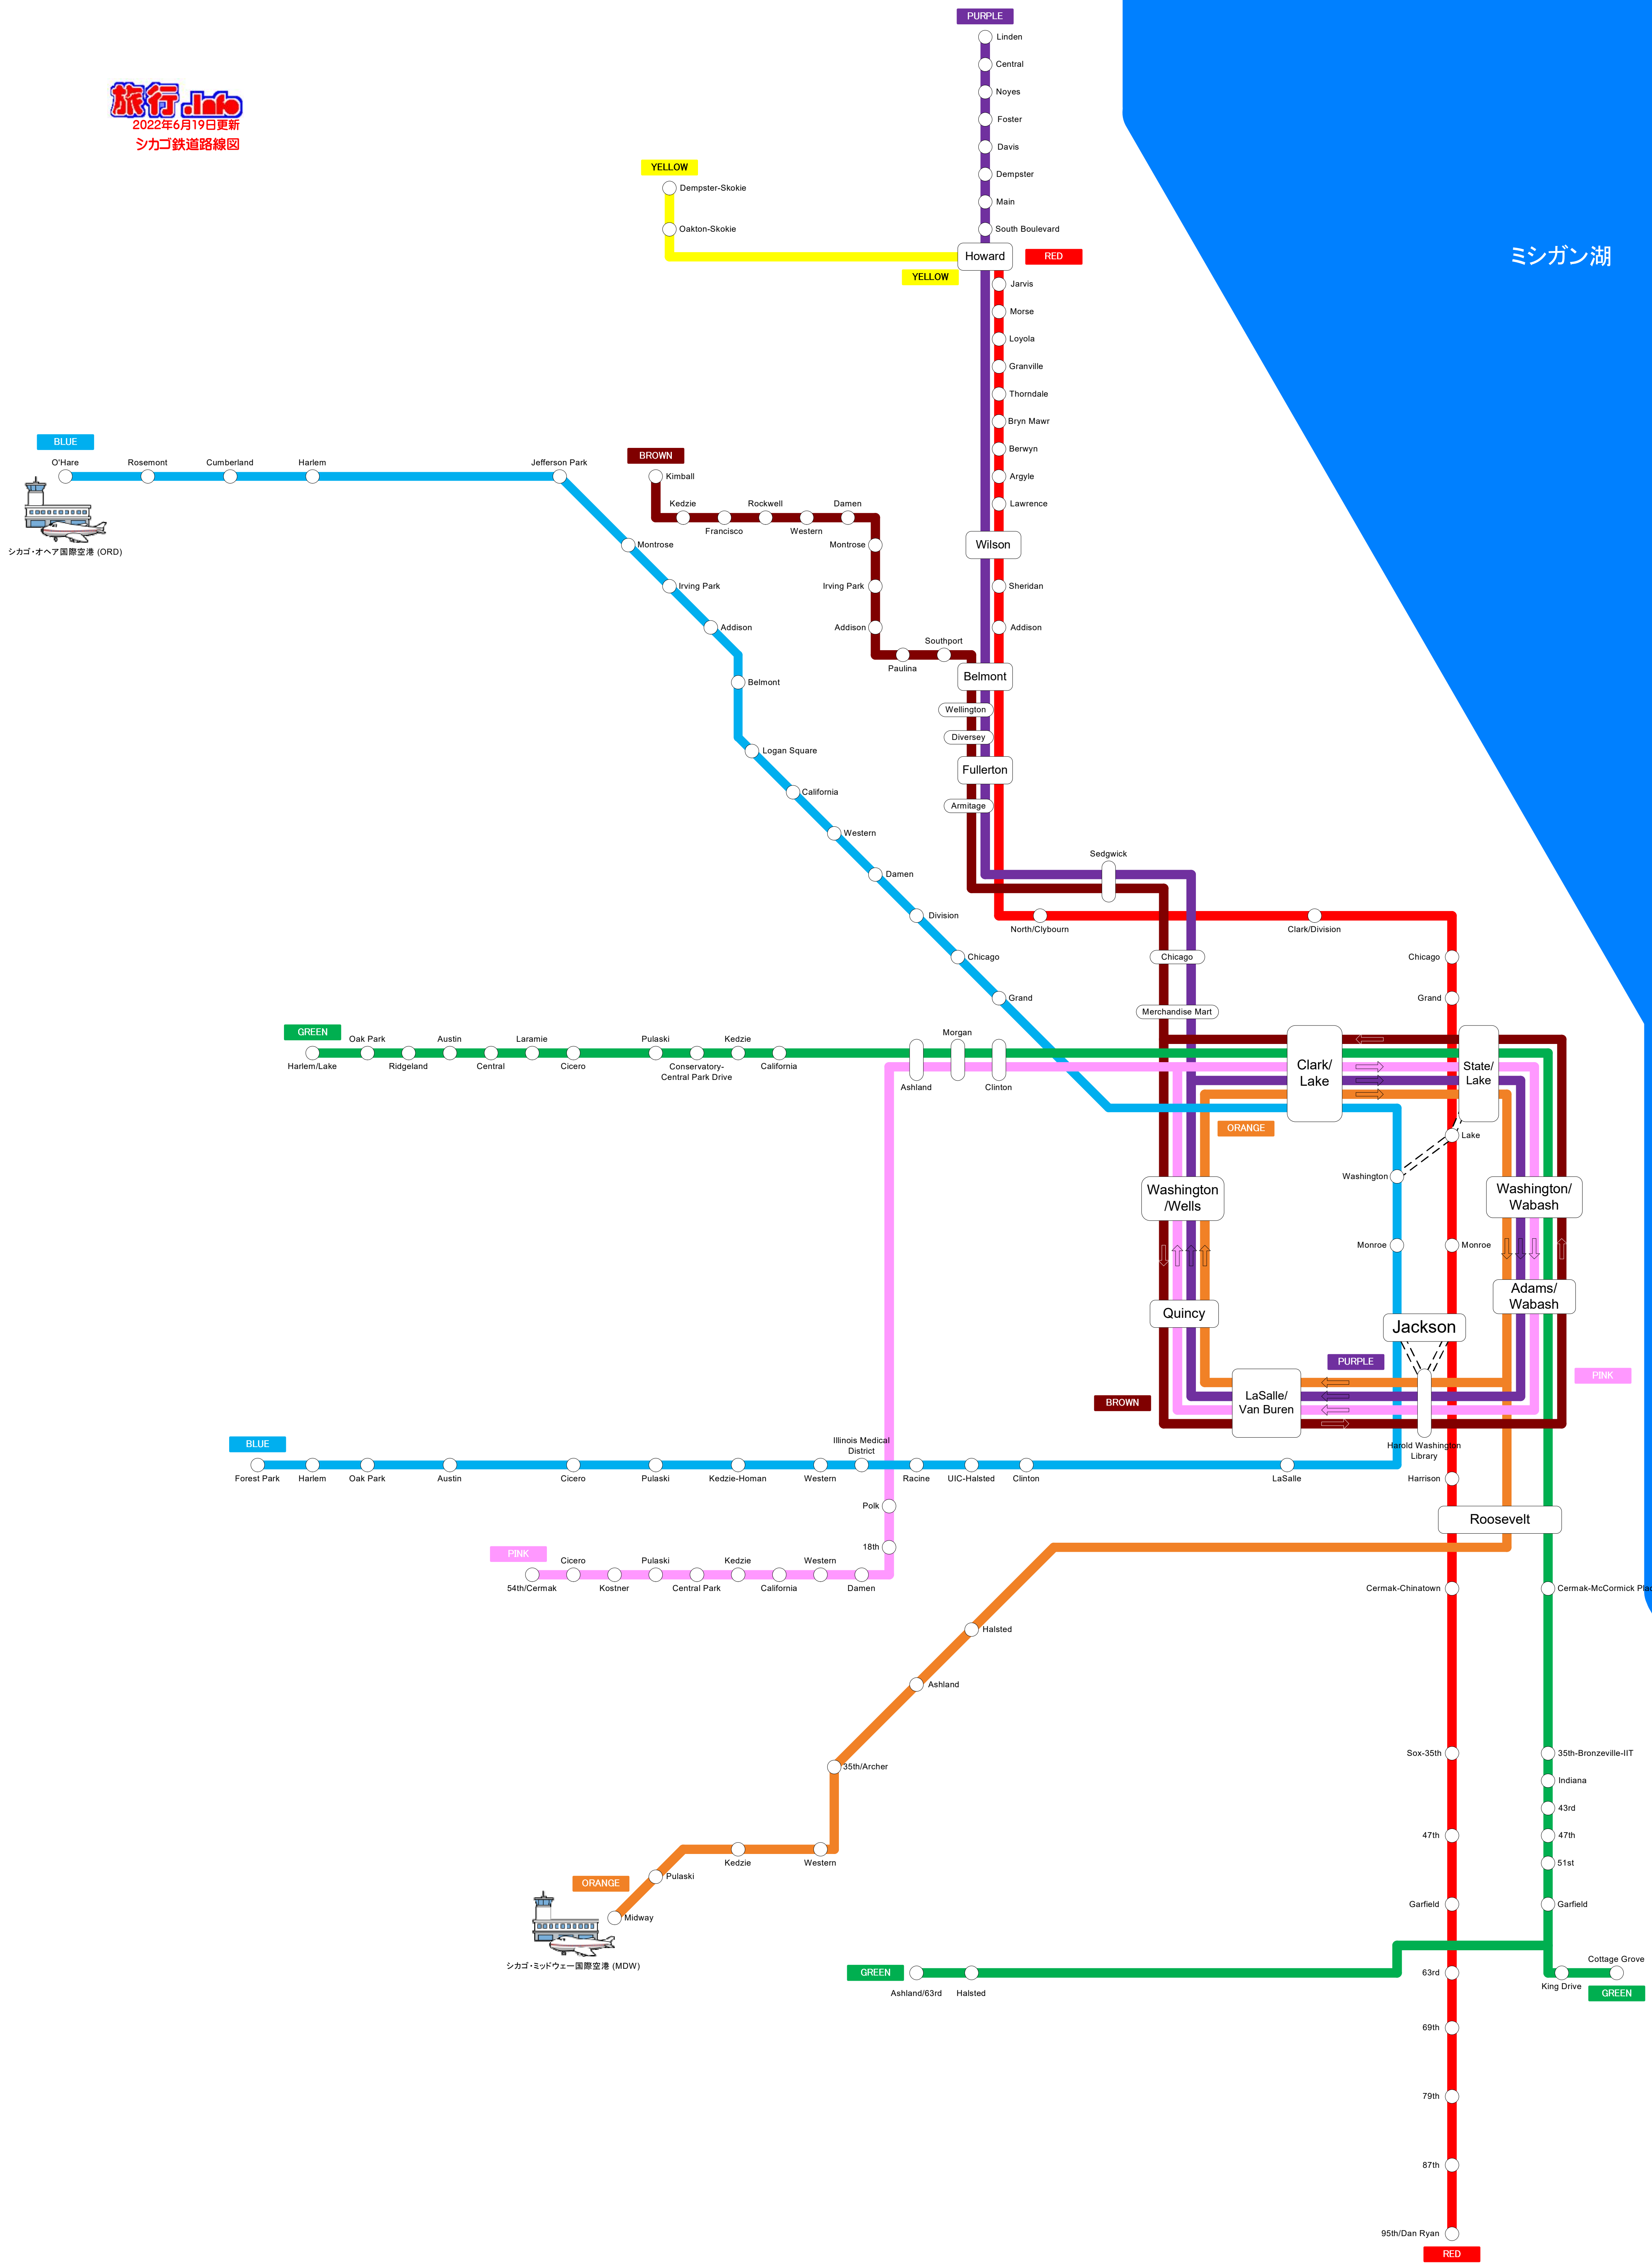 PURPLE
Linden
Central
Noyes
Foster
Davis
Dempster
Main
South Boulevard
旅行.Info
2022年6月19日更新
シカゴ鉄道路線図
YELLOW
Dempster-Skokie
Oakton-Skokie
Howard
RED
YELLOW
ミシガン湖
Jarvis
Morse
Loyola
Granville
Thorndale
Bryn Mawr
Berwyn
Argyle
Lawrence
Wilson
Sheridan
Addison
BLUE
O'Hare
Rosemont
Cumberland
Harlem
Jefferson Park
シカゴ・オヘア国際空港 (ORD)
Montrose
Irving Park
Addison
Belmont
Logan Square
California
Western
Damen
Division
Chicago
Grand
BROWN
Kimball
Kedzie
Francisco
Rockwell
Western
Damen
Montrose
Irving Park
Addison
Paulina
Southport
Belmont
Wellington
Diversey
Fullerton
Armitage
Sedgwick
North/Clybourn
Clark/Division
Chicago
Chicago
Grand
Merchandise Mart
GREEN
Harlem/Lake
Oak Park
Ridgeland
Austin
Central
Laramie
Cicero
Pulaski
Conservatory-
Central Park Drive
Kedzie
California
Ashland
Morgan
Clinton
Clark/
Lake
State/
Lake
ORANGE
Lake
Washington
Washington
/Wells
Washington/
Wabash
Monroe
Monroe
Quincy
Adams/
Wabash
Jackson
PURPLE
PINK
BROWN
LaSalle/
Van Buren
Harold Washington
Library
BLUE
Forest Park
Harlem
Oak Park
Austin
Cicero
Pulaski
Kedzie-Homan
Western
Illinois Medical
District
Racine
UIC-Halsted
Clinton
LaSalle
Harrison
Polk
18th
Roosevelt
PINK
54th/Cermak
Cicero
Kostner
Pulaski
Central Park
Kedzie
California
Western
Damen
Cermak-Chinatown
Cermak-McCormick Plac
Halsted
Ashland
35th/Archer
Western
Kedzie
Pulaski
ORANGE
Midway
シカゴ・ミッドウェー国際空港 (MDW)
Sox-35th
35th-Bronzeville-IIT
Indiana
43rd
47th
47th
51st
Garfield
Garfield
GREEN
Ashland/63rd
Halsted
63rd
King Drive
Cottage Grove
GREEN
69th
79th
87th
95th/Dan Ryan
RED